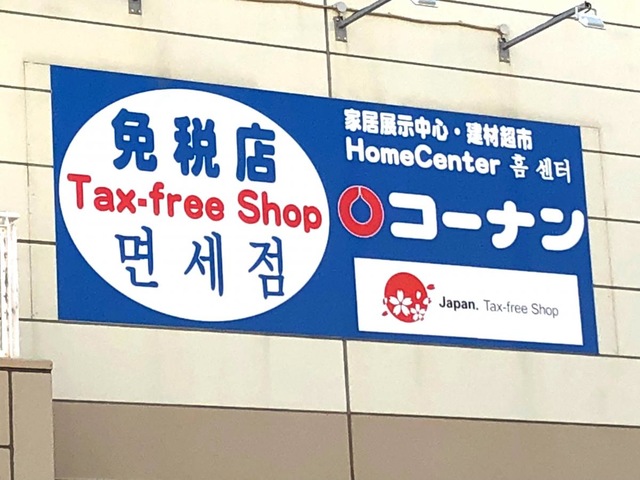 免税店
Tax-free Shop
면세점
家居展示中心・建材超市
HomeCenter 홈 센터
コーナン
Japan. Tax-free Shop